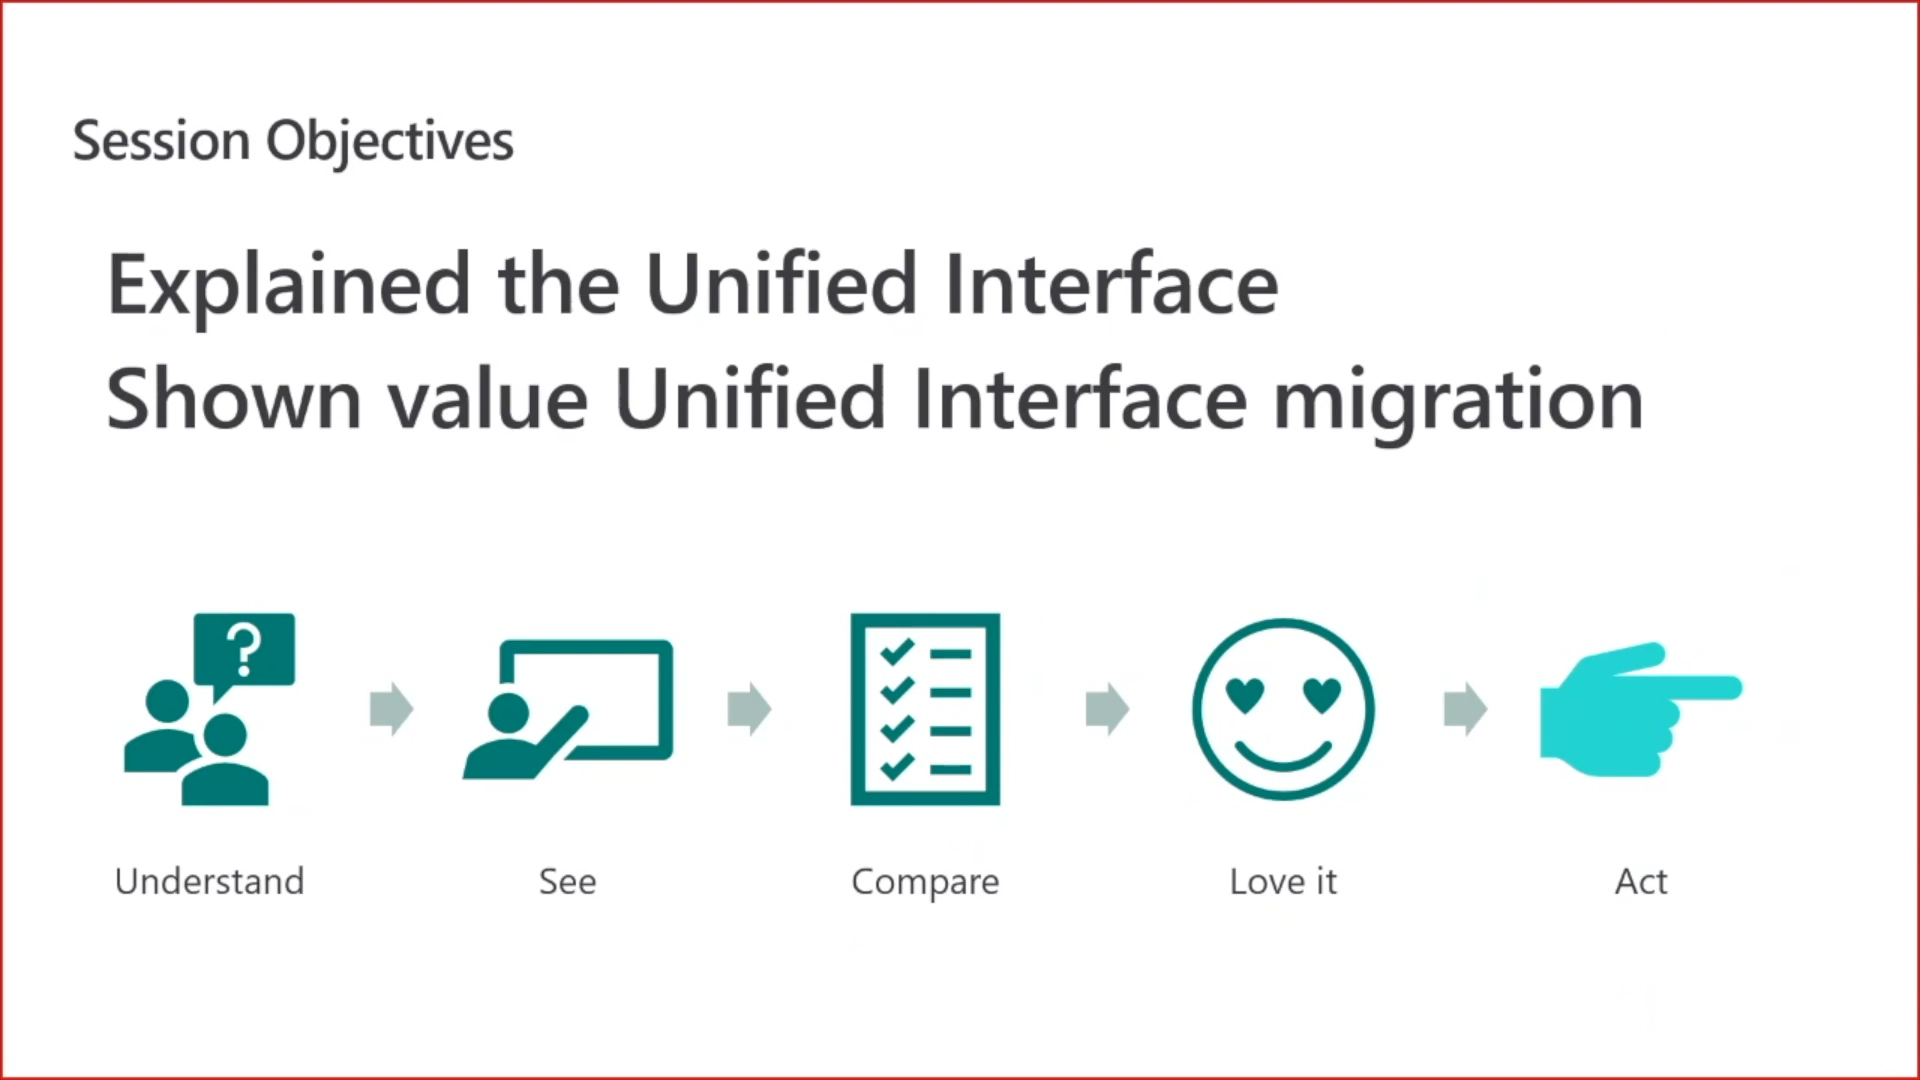 Session Objectives
Explained the Unified Interface
Shown value Unified Interface migration
?
Understand
See
Compare
Love it
Act